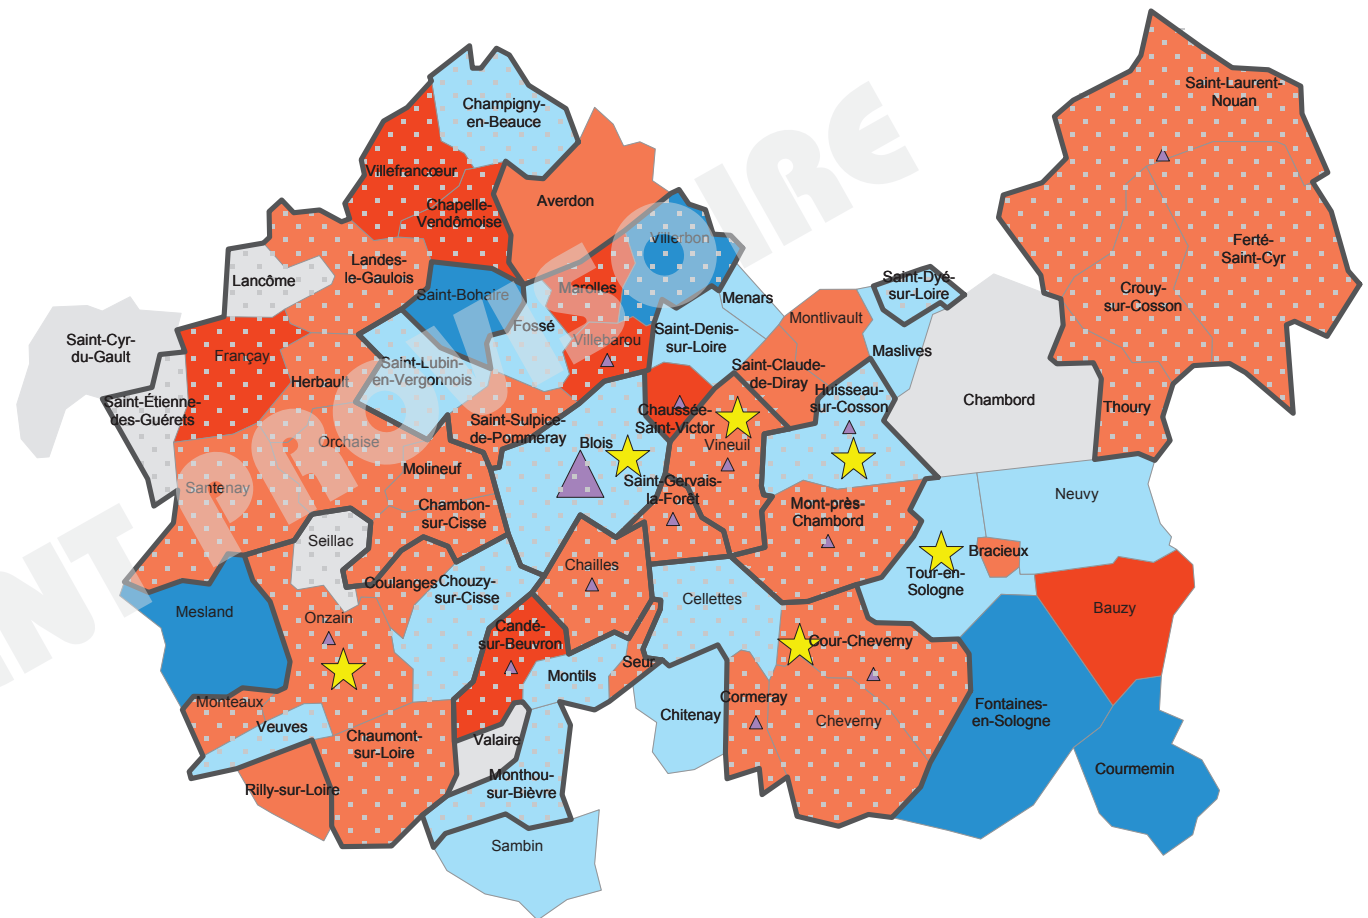 Champigny-
en-Beauce
Saint-Laurent-
Nouan
Villefrancœur
Averdon
Chapelle-
Vendômoise
Villerbon
Ferté-
Saint-Cyr
Landes-
le-Gaulois
Lancôme
Saint-Bohaire
Marolles
Saint-Dyé-
sur-Loire
Menars
Crouy-
sur-Cosson
Montlivault
Fossé
Saint-Denis-
sur-Loire
Villebarou
Saint-Cyr-
du-Gault
Françay
Maslives
Saint-Lubin-
en-Vergonnois
Saint-Claude-
de-Diray
Herbault
Huisseau-
sur-Cosson
Chambord
Saint-Étienne-
des-Guérets
Thoury
Chaussée-
Saint-Victor
Saint-Sulpice-
de-Pommeray
Orchaise
Blois
Vineuil
Molineuf
Saint-Gervais-
la-Forêt
Santenay
Neuvy
Chambon-
sur-Cisse
Mont-près-
Chambord
Seillac
Bracieux
Chailles
Coulanges
Chouzy-
sur-Cisse
Tour-en-
Sologne
Cellettes
Mesland
Bauzy
Onzain
Candé-
sur-Beuvron
Cour-Cheverny
Seur
Montils
Monteaux
Cormeray
Fontaines-
en-Sologne
Chitenay
Cheverny
Veuves
Chaumont-
sur-Loire
Valaire
Courmemin
Monthou-
sur-Bièvre
Rilly-sur-Loire
Sambin